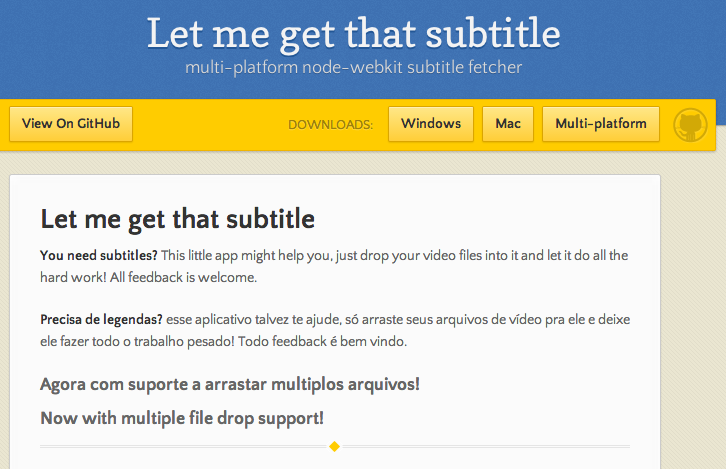 Let me get that subtitle
multi-platform node-webkit subtitle fetcher
View On GitHub DOWNLOADS: Windows Mac Multi-platform
Let me get that subtitle
You need subtitles? This little app might help you, just drop your video files into it and let it do all the
hard work! All feedback is welcome.
Precisa de legendas? esse aplicativo talvez te ajude, só arraste seus arquivos de vídeo pra ele e deixe
ele fazer todo o trabalho pesado! Todo feedback é bem vindo.
Agora com suporte a arrastar multiplos arquivos!
Now with multiple file drop support!